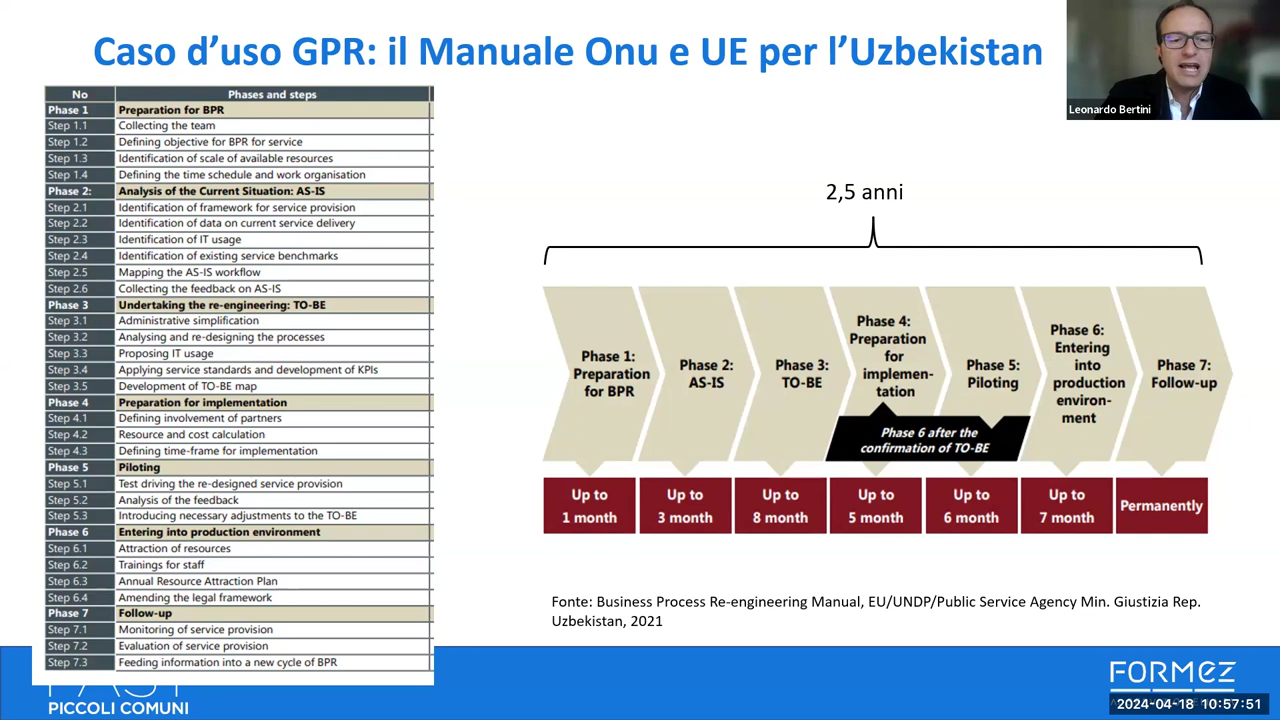 Caso d'uso GPR: il Manuale Onu e UE per l'Uzbekistan
Leonardo Bertini
No Phases and steps
Phase 1 Preparation for BPR
Step 1.1 Collecting the team
Step 1.2 Defining objective for BPR for service
Step 1.3 Identification of scale of available resources
Step 1.4 Defining the time schedule and work organisation
Phase 2: Analysis of the Current Situation: AS-IS
Step 2.1 Identification of framework for service provision
Step 2.2 Identification of data on current service delivery
Step 2.3 Identification of IT usage
Step 2.4 Identification of existing service benchmarks
Step 2.5 Mapping the AS-IS workflow
Step 2.6 Collecting the feedback on AS-IS
Phase 3 Undertaking the re-engineering: TO-BE
Step 3.1 Administrative simplification
Step 3.2 Analysing and re-designing the processes
Step 3.3 Proposing IT usage
Step 3.4 Applying service standards and development of KPIs
Step 3.5 Development of TO-BE map
Phase 4 Preparation for implementation
Step 4.1 Defining involvement of partners
Step 4.2 Resource and cost calculation
Step 4.3 Defining time-frame for implementation
Phase 5 Piloting
Step 5.1 Test driving the re-designed service provision
Step 5.2 Analysis of the feedback
Step 5.3 Introducing necessary adjustments to the TO-BE
Phase 6 Entering into production environment
Step 6.1 Attraction of resources
Step 6.2 Trainings for staff
Step 6.3 Annual Resource Attraction Plan
Step 6.4 Amending the legal framework
Phase 7 Follow-up
Step 7.1 Monitoring of service provision
Step 7.2 Evaluation of service provision
Step 7.3 Feeding information into a new cycle of BPR
2,5 anni
Phase 1:
Preparation
for BPR
Phase 2:
AS-IS
Phase 3:
TO-BE
Phase 4:
Preparation
for
implemen-
tation
Phase 5:
Piloting
Phase 6:
Entering
into
production
environ-
ment
Phase 7:
Follow-up
Phase 6 after the
confirmation of TO-BE
Up to
1 month
Up to
3 month
Up to
8 month
Up to
5 month
Up to
6 month
Up to
7 month
Permanently
Fonte: Business Process Re-engineering Manual, EU/UNDP/Public Service Agency Min. Giustizia Rep.
Uzbekistan, 2021
PICCOLI COMUNI
FORMEZ
2024-04-18 10:57:51